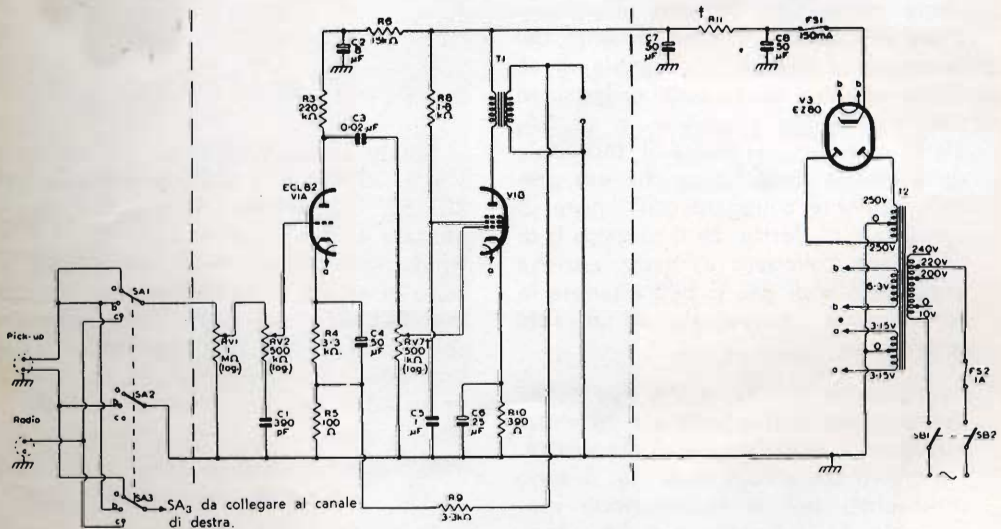 R6
15kΩ
C2
8
μF
R3
220
kΩ
C3
0·02μF
R8
1·8
kΩ
T1
ECL82
V1A
V1B
C7
50
μF
R11
C8
50
μF
FS1
150mA
b b
V3
EZ80
T2
250V
O
250V
240V
220V
200V
b
6·3V
b
O
10V
a
3·15V
O
a
3·15V
FS2
1A
SB1
SB2
Pick-up
Radio
a
b
c
SA1
a
b
c
SA2
a
b
c
SA3
SA₃ da collegare al canale
di destra.
RV1
1
MΩ
(log.)
RV2
500
kΩ
(log.)
C1
390
pF
a
R4
3·3
kΩ.
R5
100
Ω
C4
50
μF
RV7
500
kΩ
(log.)
C5
1
μF
C6
25
μF
a
R10
390
Ω
R9
3·3kΩ